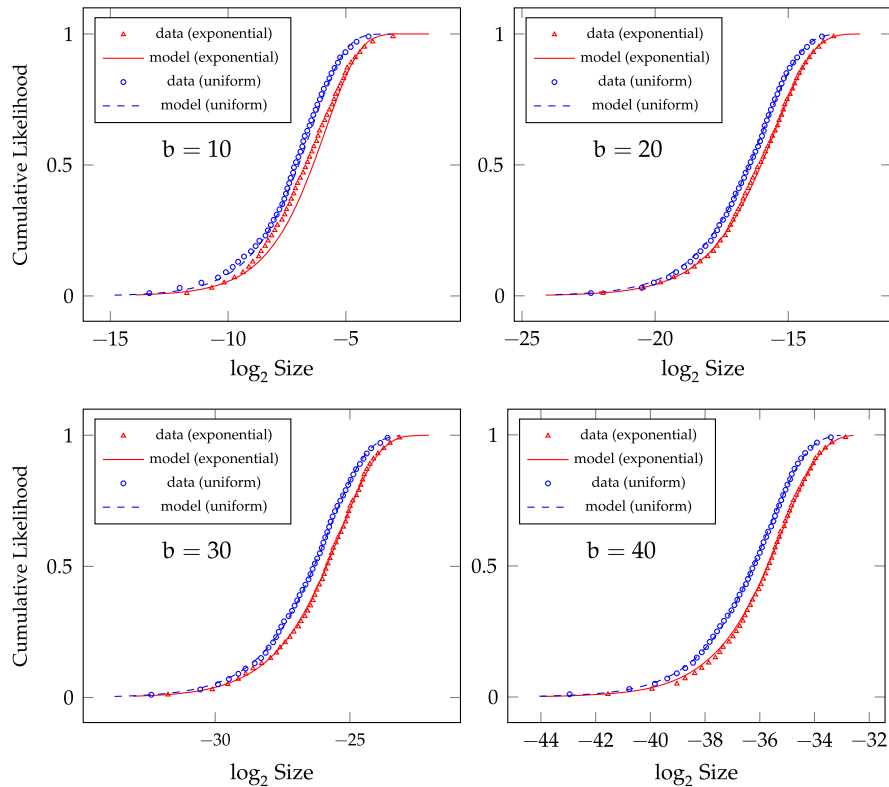 data (exponential)
model (exponential)
data (uniform)
model (uniform)
b = 10
1
0.5
0
Cumulative Likelihood
−15
−10
−5
log₂ Size
data (exponential)
model (exponential)
data (uniform)
model (uniform)
b = 20
1
0.5
0
−25
−20
−15
log₂ Size
data (exponential)
model (exponential)
data (uniform)
model (uniform)
b = 30
1
0.5
0
Cumulative Likelihood
−30
−25
log₂ Size
data (exponential)
model (exponential)
data (uniform)
model (uniform)
b = 40
1
0.5
0
−44
−42
−40
−38
−36
−34
−32
log₂ Size